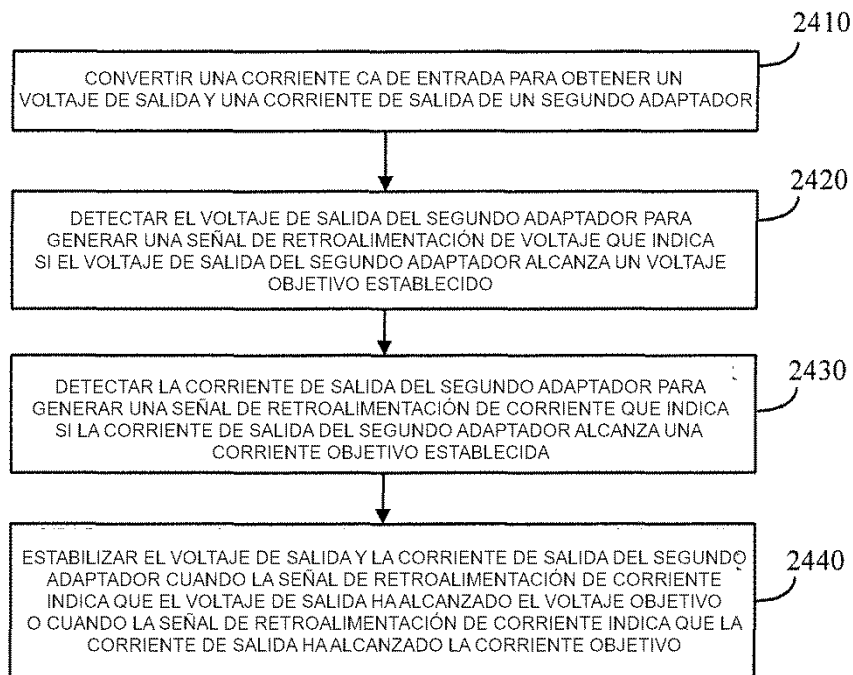 2410
CONVERTIR UNA CORRIENTE CA DE ENTRADA PARA OBTENER UN
VOLTAJE DE SALIDA Y UNA CORRIENTE DE SALIDA DE UN SEGUNDO ADAPTADOR
2420
DETECTAR EL VOLTAJE DE SALIDA DEL SEGUNDO ADAPTADOR PARA
GENERAR UNA SEÑAL DE RETROALIMENTACIÓN DE VOLTAJE QUE INDICA
SI EL VOLTAJE DE SALIDA DEL SEGUNDO ADAPTADOR ALCANZA UN VOLTAJE
OBJETIVO ESTABLECIDO
2430
DETECTAR LA CORRIENTE DE SALIDA DEL SEGUNDO ADAPTADOR PARA
GENERAR UNA SEÑAL DE RETROALIMENTACIÓN DE CORRIENTE QUE INDICA
SI LA CORRIENTE DE SALIDA DEL SEGUNDO ADAPTADOR ALCANZA UNA
CORRIENTE OBJETIVO ESTABLECIDA
2440
ESTABILIZAR EL VOLTAJE DE SALIDA Y LA CORRIENTE DE SALIDA DEL SEGUNDO
ADAPTADOR CUANDO LA SEÑAL DE RETROALIMENTACIÓN DE CORRIENTE
INDICA QUE EL VOLTAJE DE SALIDA HA ALCANZADO EL VOLTAJE OBJETIVO
O CUANDO LA SEÑAL DE RETROALIMENTACIÓN DE CORRIENTE INDICA QUE LA
CORRIENTE DE SALIDA HA ALCANZADO LA CORRIENTE OBJETIVO